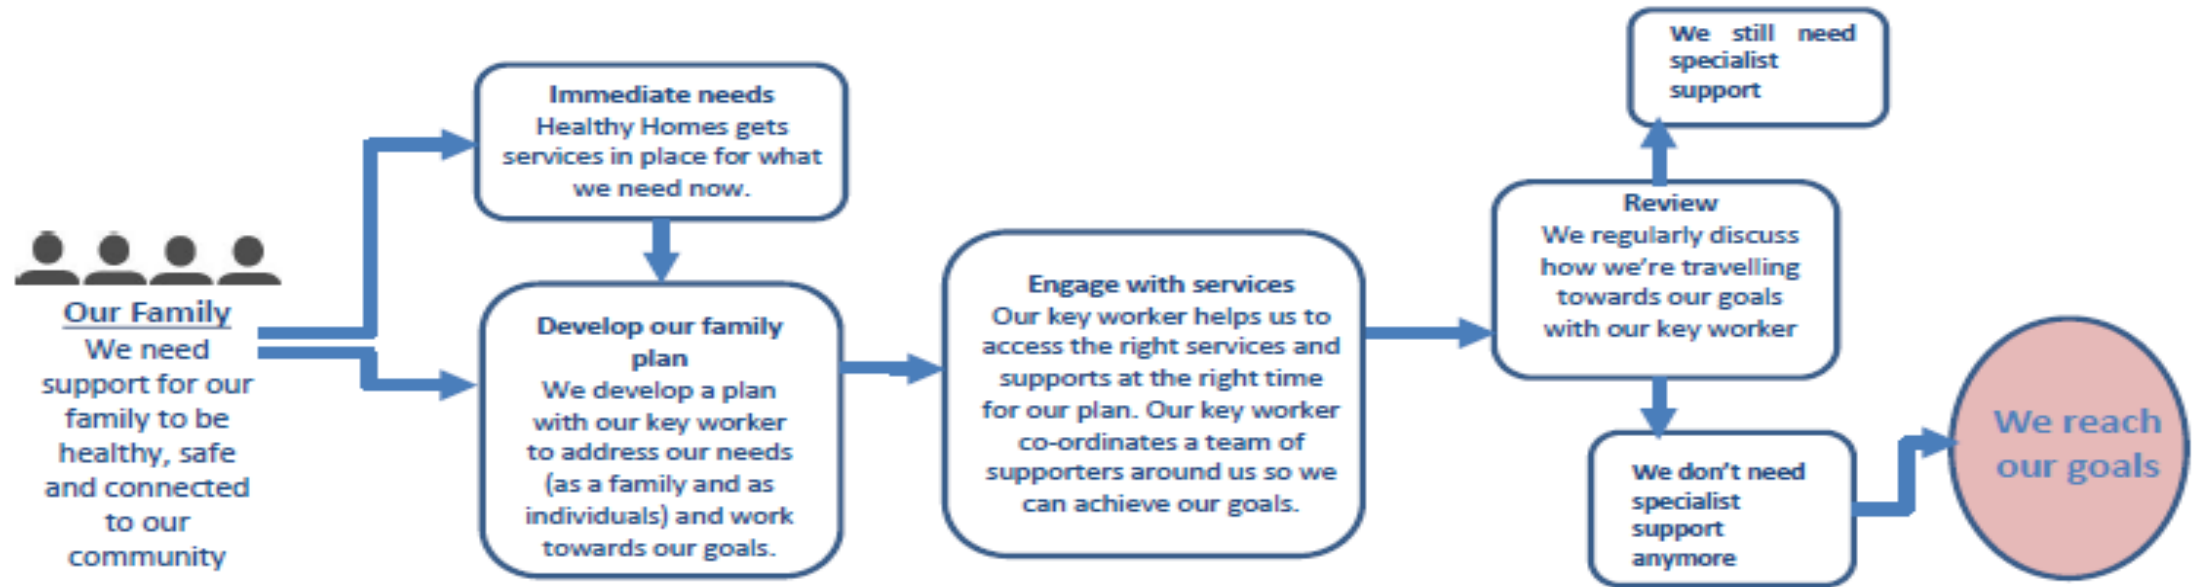 Our Family
We need
support for our
family to be
healthy, safe
and connected
to our
community
Immediate needs
Healthy Homes gets
services in place for what
we need now.
Develop our family
plan
We develop a plan
with our key worker
to address our needs
(as a family and as
individuals) and work
towards our goals.
Engage with services
Our key worker helps us to
access the right services and
supports at the right time
for our plan. Our key worker
co-ordinates a team of
supporters around us so we
can achieve our goals.
Review
We regularly discuss
how we’re travelling
towards our goals
with our key worker
We still need
specialist
support
We don’t need
specialist
support
anymore
We reach
our goals